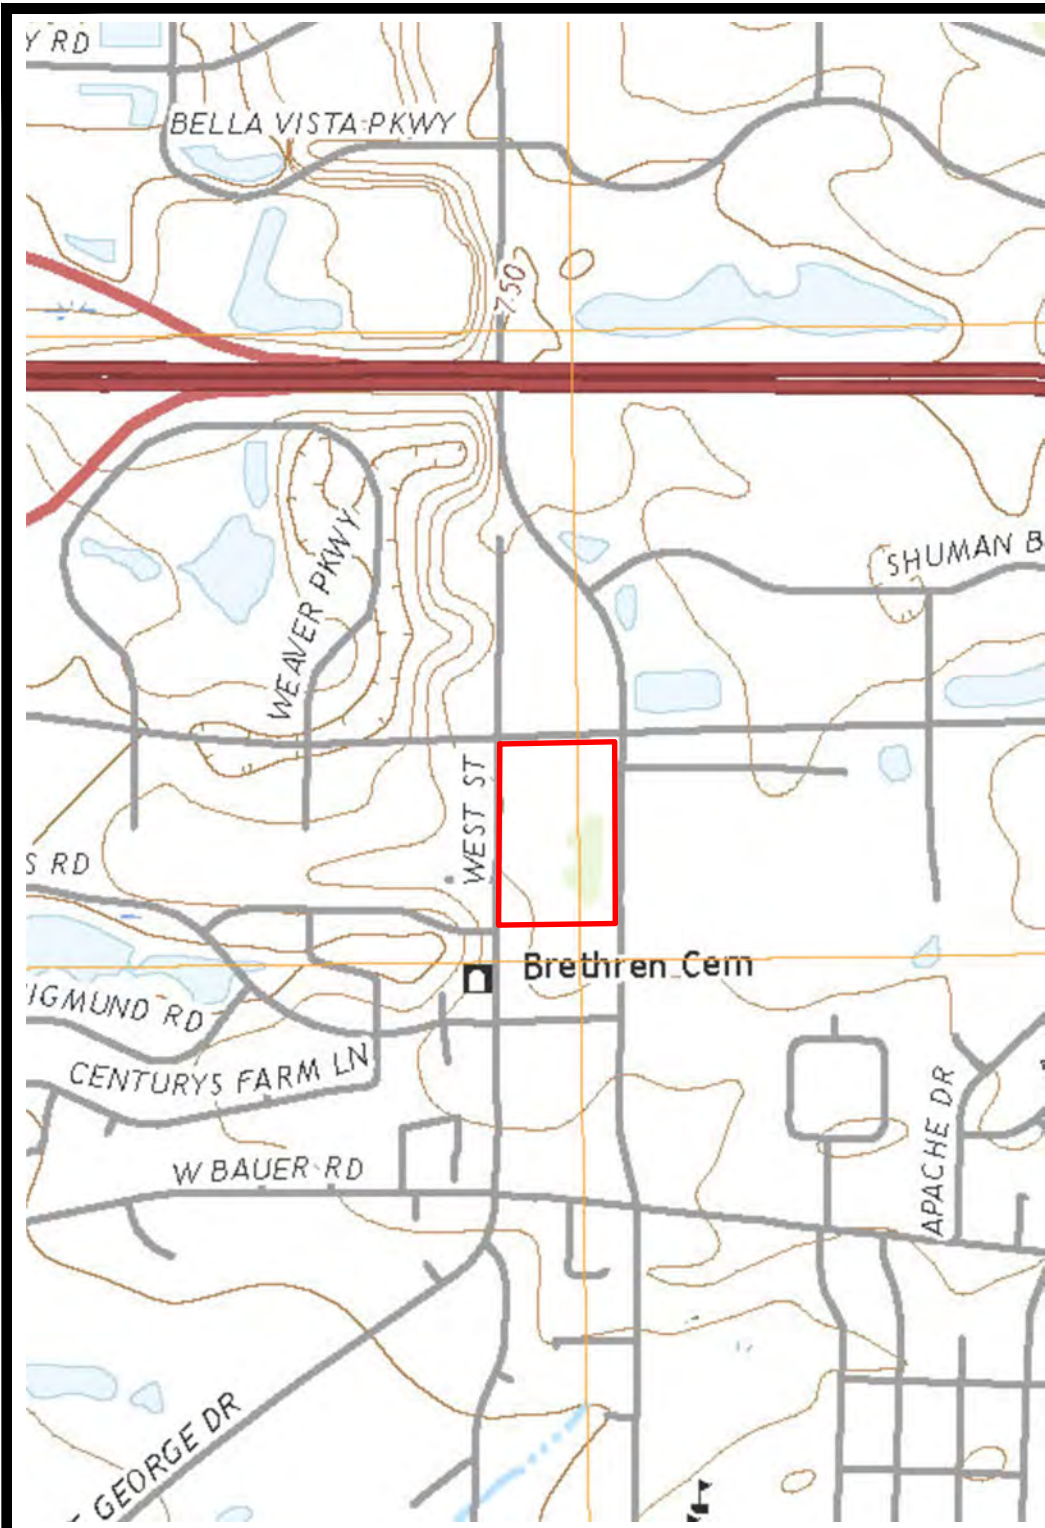 Y RD
BELLA VISTA PKWY
750
SHUMAN B
WEAVER PKWY
WEST ST
S RD
Brethren Cem
IGMUND RD
CENTURYS FARM LN
APACHE DR
W BAUER RD
GEORGE DR